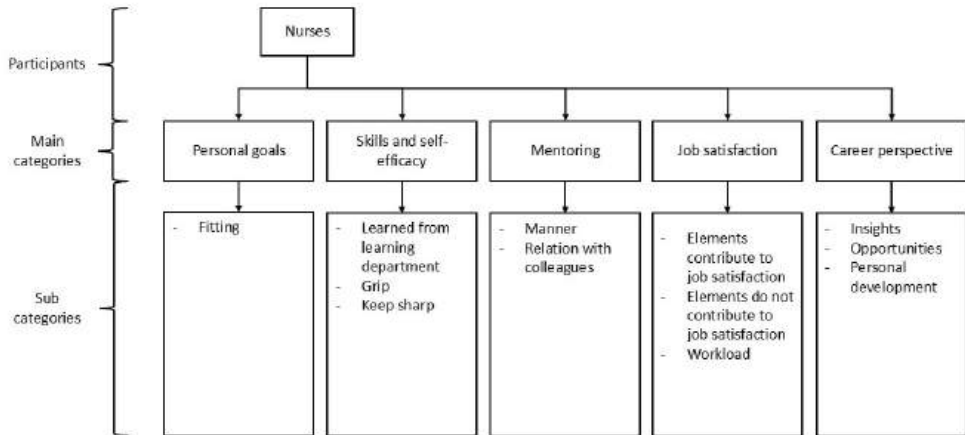 Nurses
Participants
Main
categories
Personal goals
Skills and self-
efficacy
Mentoring
Job satisfaction
Career perspective
Sub
categories
- Fitting
- Learned from
learning
department
- Grip
- Keep sharp
- Manner
- Relation with
colleagues
- Elements
contribute to
job satisfaction
- Elements do not
contribute to
job satisfaction
- Workload
- Insights
- Opportunities
- Personal
development